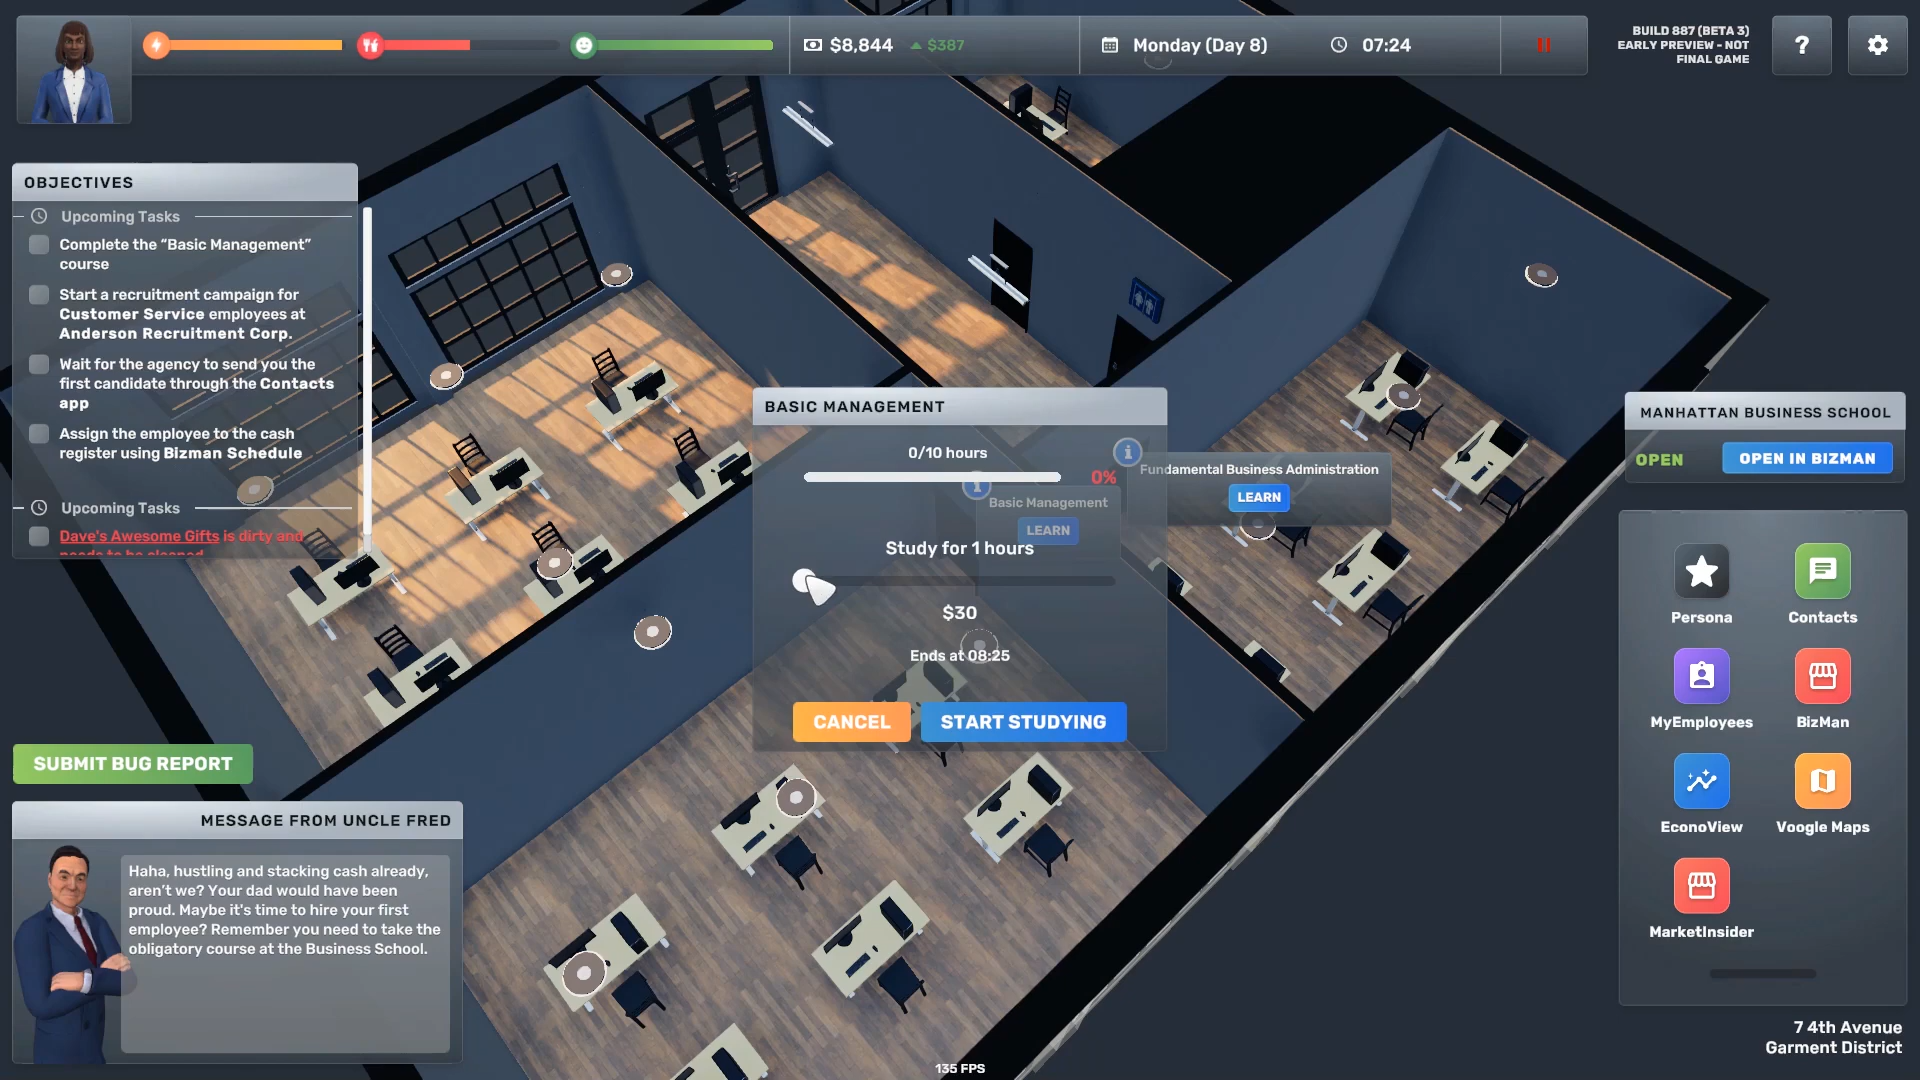 $8,844
$387
Monday (Day 8)
07:24
BUILD 887 (BETA 3)
EARLY PREVIEW - NOT
FINAL GAME
?
OBJECTIVES
Upcoming Tasks
Complete the “Basic Management”
course
Start a recruitment campaign for
Customer Service employees at
Anderson Recruitment Corp.
Wait for the agency to send you the
first candidate through the Contacts
app
Assign the employee to the cash
register using Bizman Schedule
Upcoming Tasks
Dave's Awesome Gifts is dirty and
needs to be cleaned
SUBMIT BUG REPORT
MESSAGE FROM UNCLE FRED
Haha, hustling and stacking cash already,
aren't we? Your dad would have been
proud. Maybe it's time to hire your first
employee? Remember you need to take the
obligatory course at the Business School.
BASIC MANAGEMENT
0/10 hours
0%
Basic Management
LEARN
Fundamental Business Administration
LEARN
Study for 1 hours
$30
Ends at 08:25
CANCEL
START STUDYING
MANHATTAN BUSINESS SCHOOL
OPEN
OPEN IN BIZMAN
Persona
Contacts
MyEmployees
BizMan
EconoView
Voogle Maps
MarketInsider
7 4th Avenue
Garment District
135 FPS